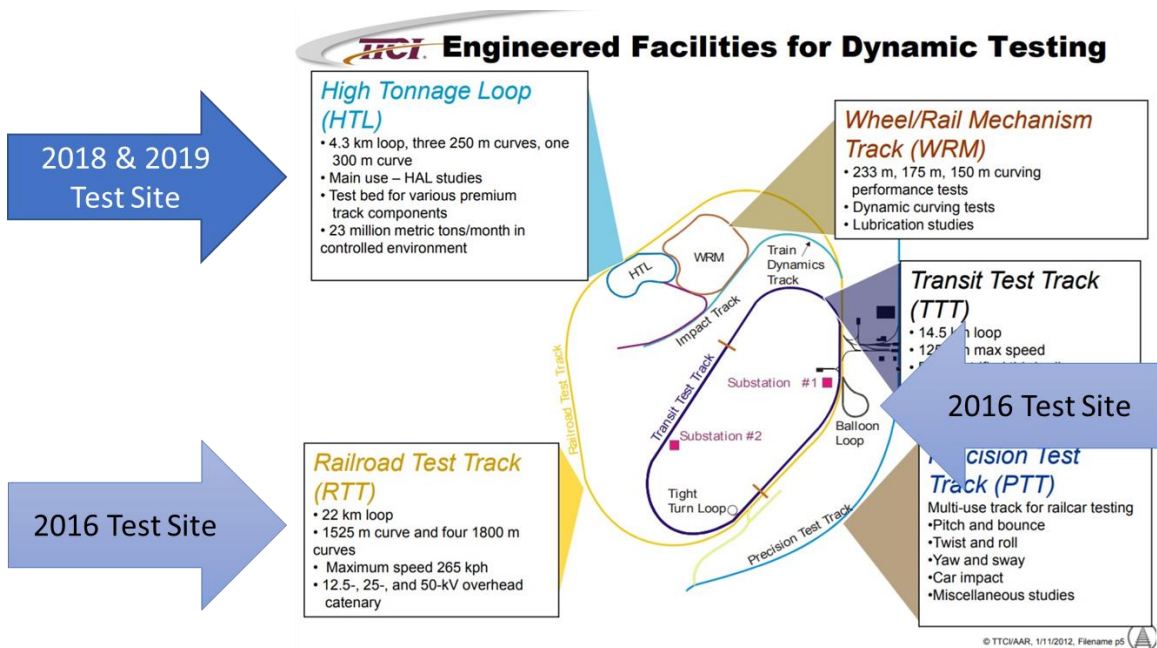 TTCI. Engineered Facilities for Dynamic Testing
High Tonnage Loop
(HTL)
• 4.3 km loop, three 250 m curves, one
300 m curve
• Main use – HAL studies
• Test bed for various premium
track components
• 23 million metric tons/month in
controlled environment
2018 & 2019
Test Site
Wheel/Rail Mechanism
Track (WRM)
• 233 m, 175 m, 150 m curving
performance tests
• Dynamic curving tests
• Lubrication studies
HTL
WRM
Train
Dynamics
Track
Impact Track
Transit Test Track
(TTT)
• 14.5 km loop
max speed
Railroad Test Track
Transit Test Track
Substation #1
Substation #2
Balloon
Loop
2016 Test Site
Tight
Turn Loop
Precision Test Track
Railroad Test Track
(RTT)
• 22 km loop
• 1525 m curve and four 1800 m
curves
• Maximum speed 265 kph
• 12.5-, 25-, and 50-kV overhead
catenary
2016 Test Site
Precision Test
Track (PTT)
Multi-use track for railcar testing
•Pitch and bounce
•Twist and roll
•Yaw and sway
•Car impact
•Miscellaneous studies
© TTCI/AAR, 1/11/2012, Filename p5